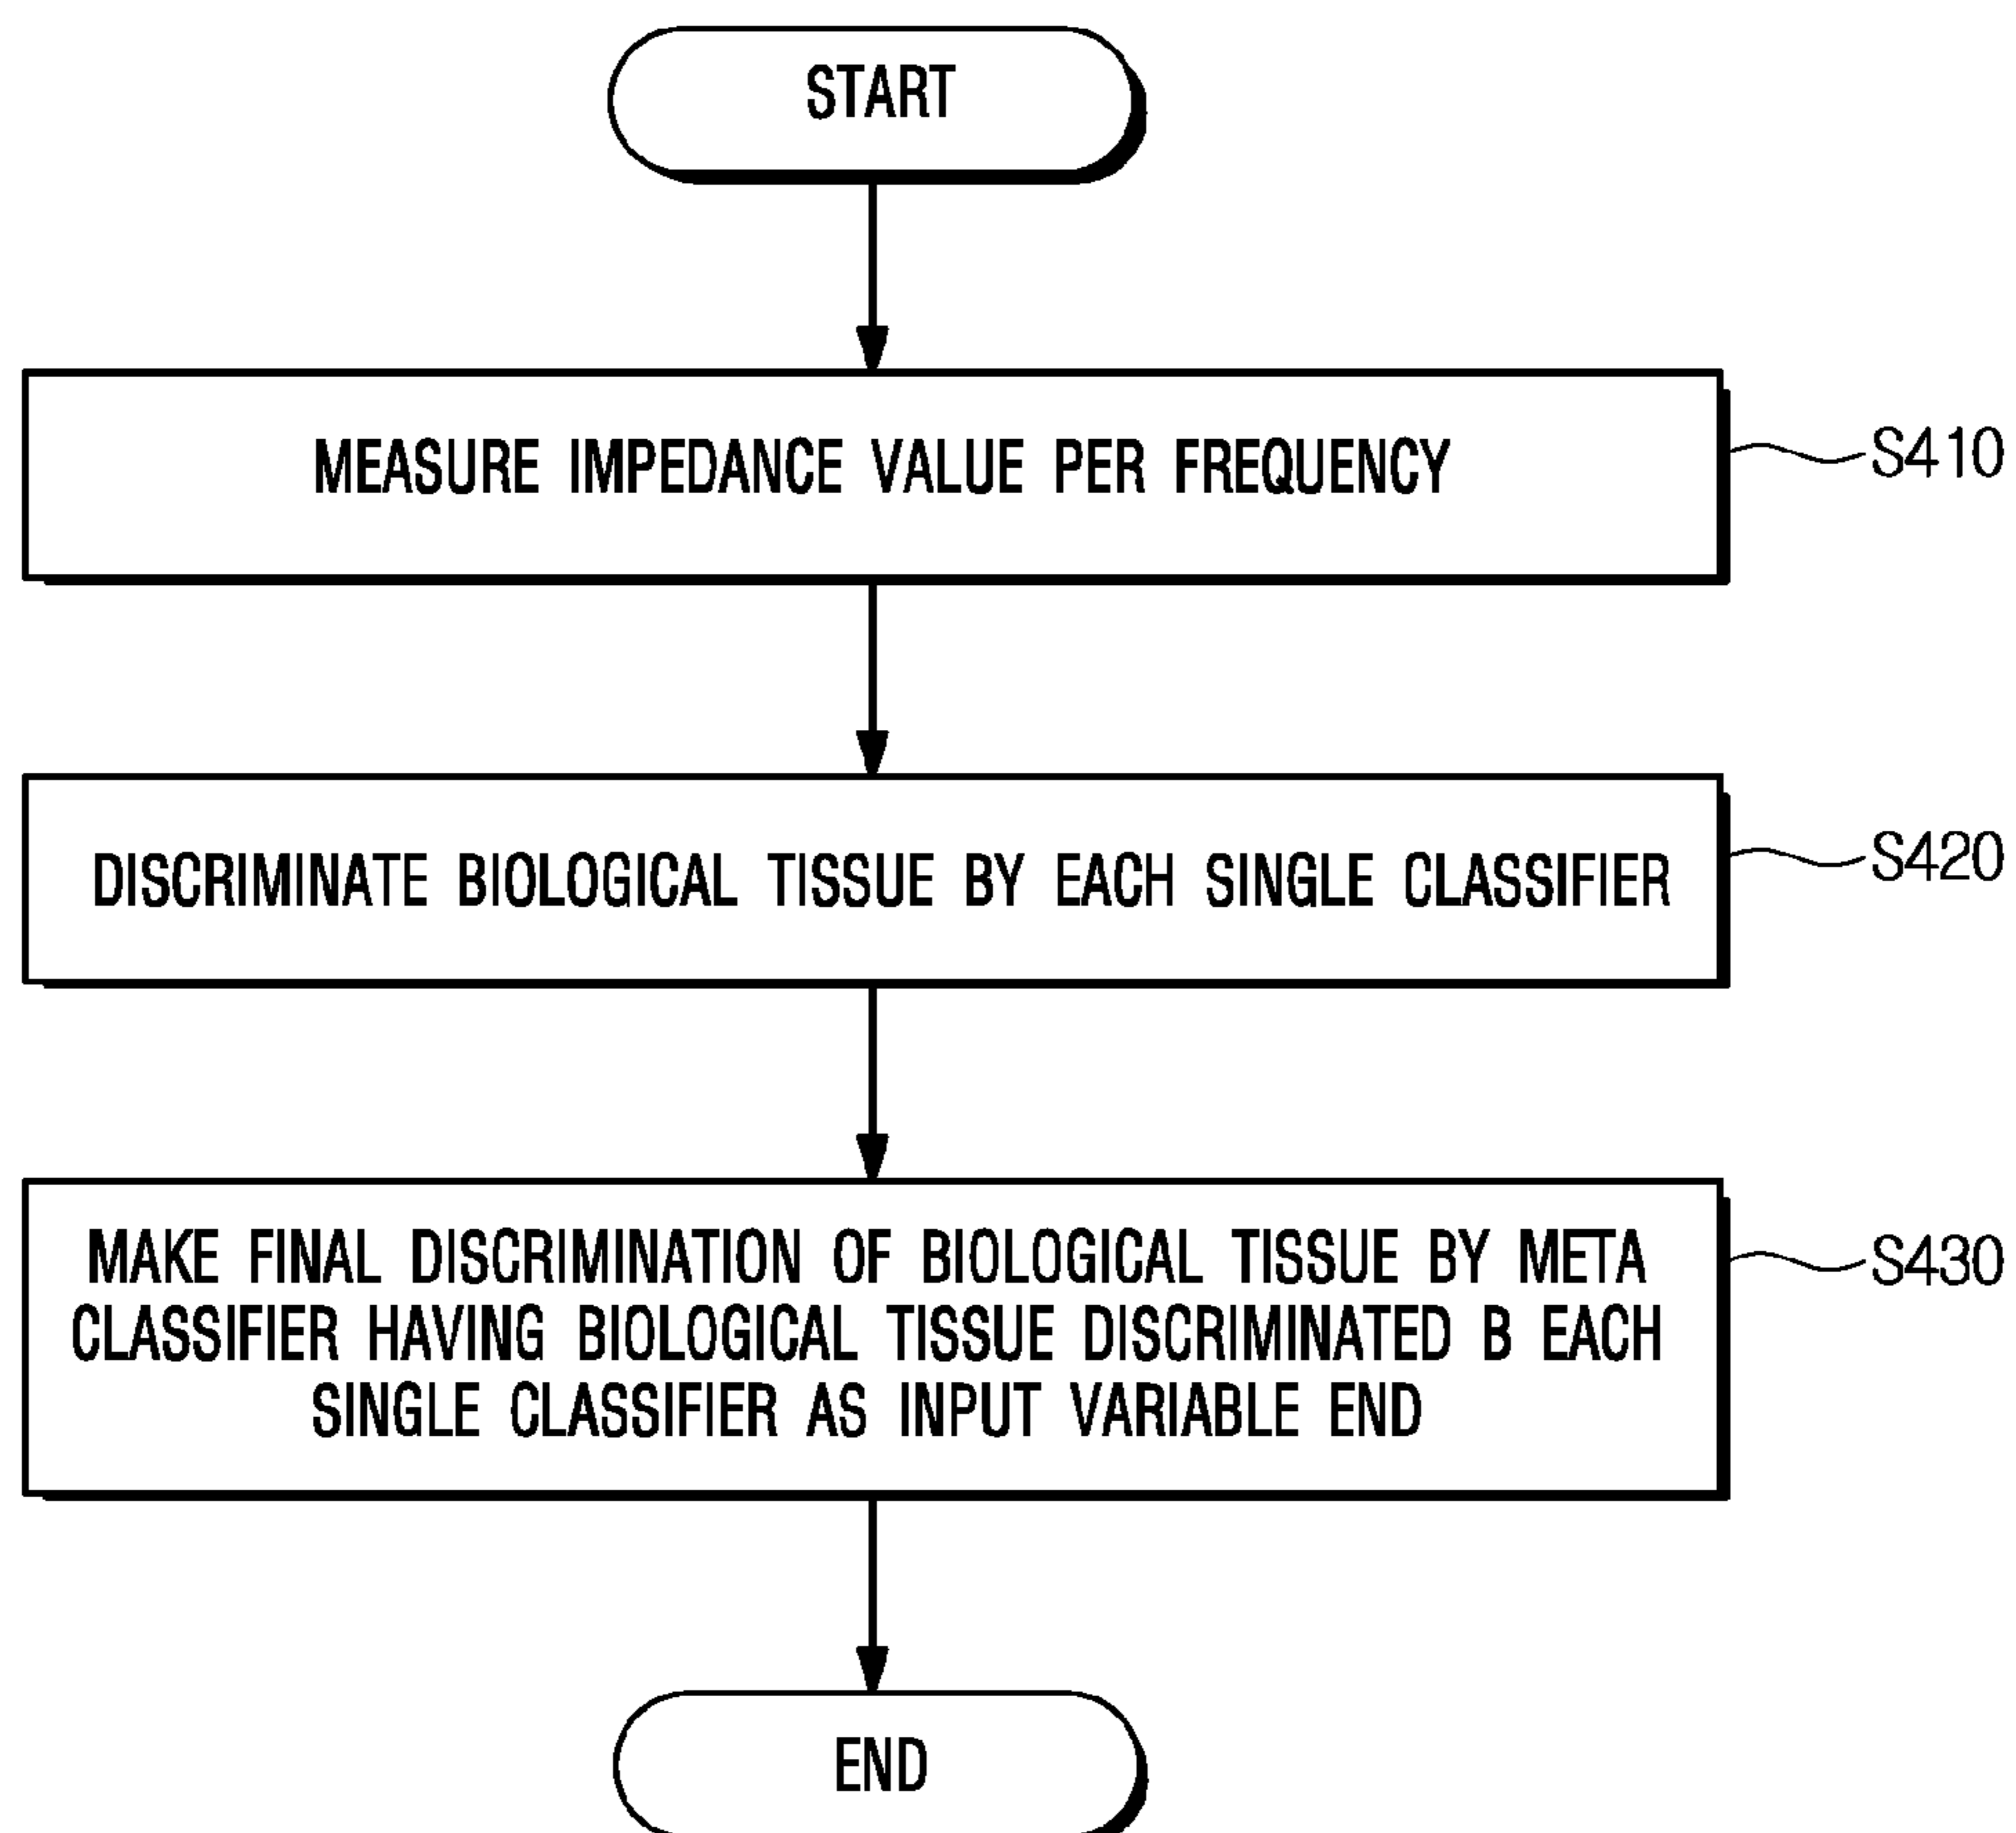 START
MEASURE IMPEDANCE VALUE PER FREQUENCY
S410
DISCRIMINATE BIOLOGICAL TISSUE BY EACH SINGLE CLASSIFIER
S420
MAKE FINAL DISCRIMINATION OF BIOLOGICAL TISSUE BY META
CLASSIFIER HAVING BIOLOGICAL TISSUE DISCRIMINATED B EACH
SINGLE CLASSIFIER AS INPUT VARIABLE END
S430
END